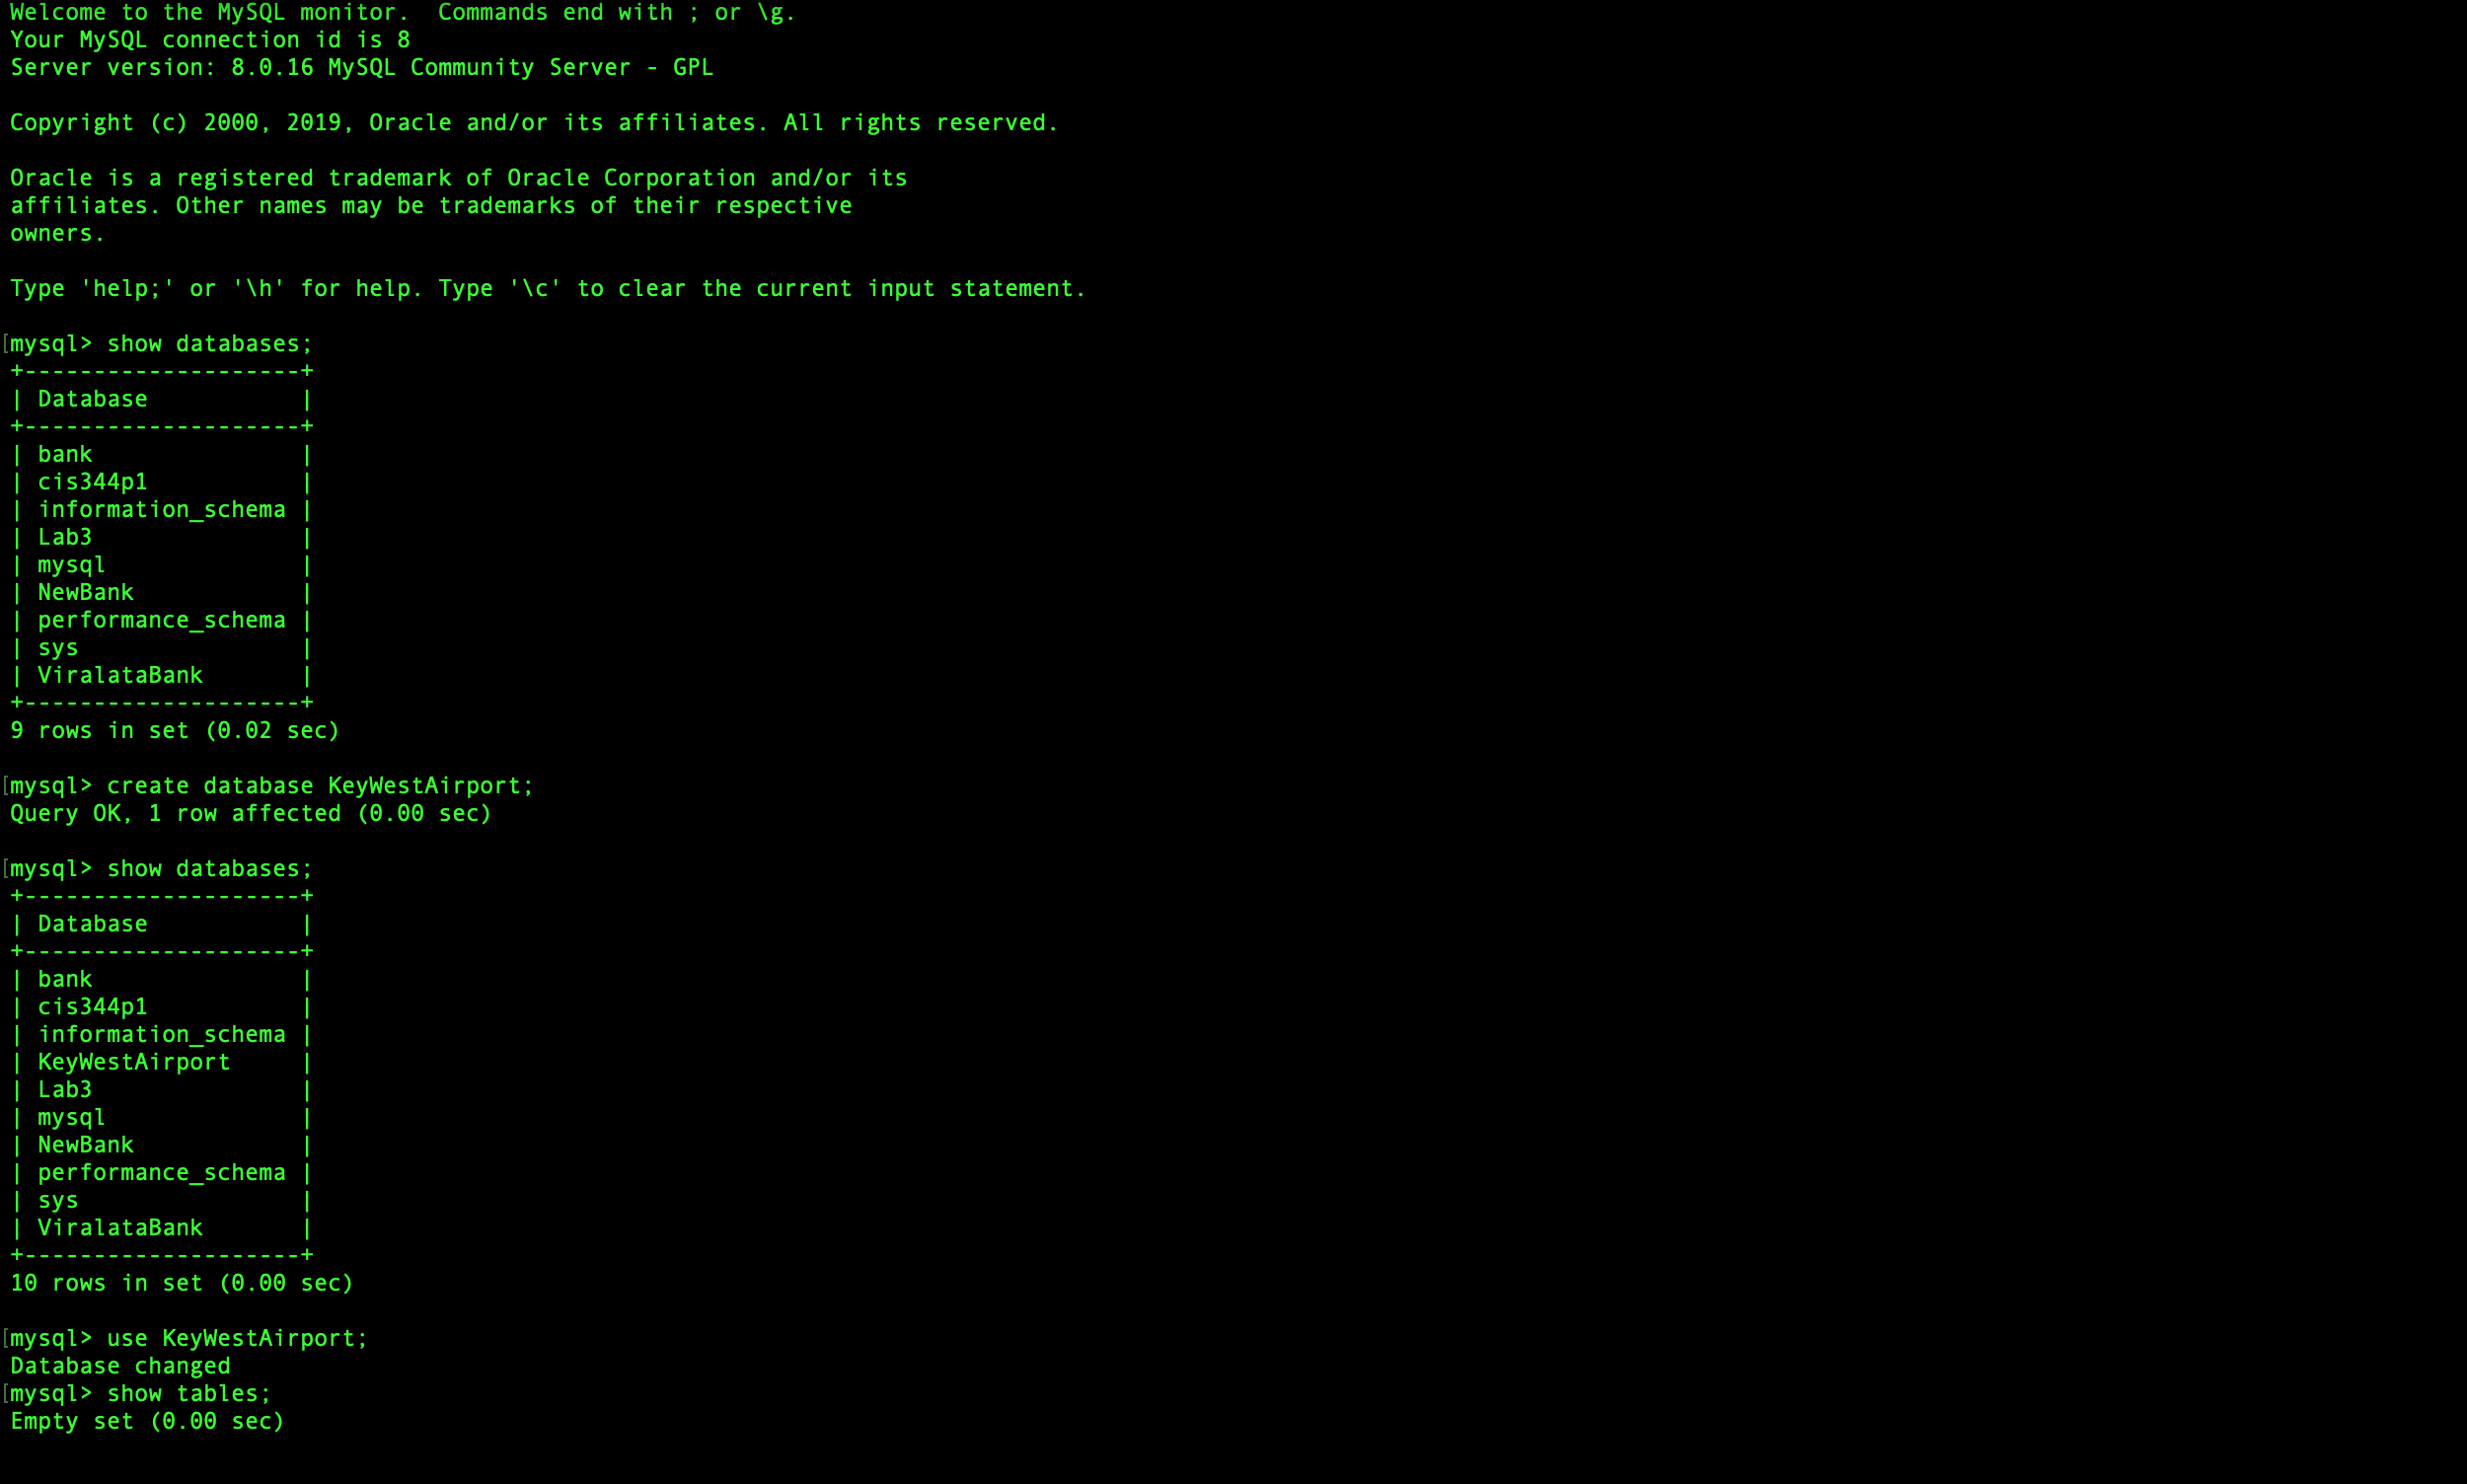 Welcome to the MySQL monitor.  Commands end with ; or \g.
Your MySQL connection id is 8
Server version: 8.0.16 MySQL Community Server - GPL

Copyright (c) 2000, 2019, Oracle and/or its affiliates. All rights reserved.

Oracle is a registered trademark of Oracle Corporation and/or its
affiliates. Other names may be trademarks of their respective
owners.

Type 'help;' or '\h' for help. Type '\c' to clear the current input statement.

[mysql> show databases;
+--------------------+
| Database           |
+--------------------+
| bank               |
| cis344p1           |
| information_schema |
| Lab3               |
| mysql              |
| NewBank            |
| performance_schema |
| sys                |
| ViralataBank       |
+--------------------+
9 rows in set (0.02 sec)

[mysql> create database KeyWestAirport;
Query OK, 1 row affected (0.00 sec)

[mysql> show databases;
+--------------------+
| Database           |
+--------------------+
| bank               |
| cis344p1           |
| information_schema |
| KeyWestAirport     |
| Lab3               |
| mysql              |
| NewBank            |
| performance_schema |
| sys                |
| ViralataBank       |
+--------------------+
10 rows in set (0.00 sec)

[mysql> use KeyWestAirport;
Database changed
[mysql> show tables;
Empty set (0.00 sec)